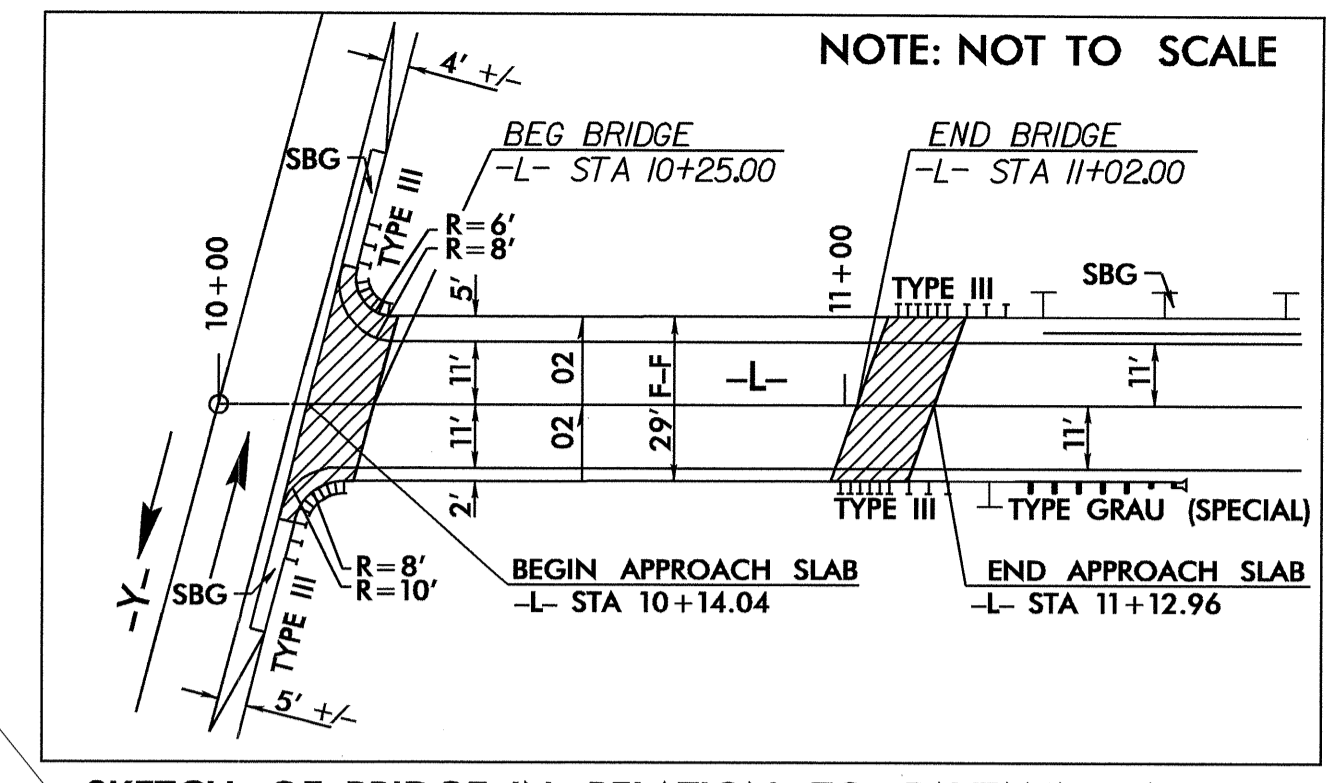 NOTE: NOT TO SCALE
4' +/-
BEG BRIDGE
-L- STA 10+25.00
END BRIDGE
-L- STA 11+02.00
SBG
TYPE III
R=6'
R=8'
10+00
5'
11+00
TYPE III
SBG
11'
02
29' F-F
-L-
11'
11'
02
11'
2'
TYPE III
TYPE GRAU (SPECIAL)
-Y-
SBG
TYPE III
R=8'
R=10'
BEGIN APPROACH SLAB
-L- STA 10+14.04
END APPROACH SLAB
-L- STA 11+12.96
5' +/-